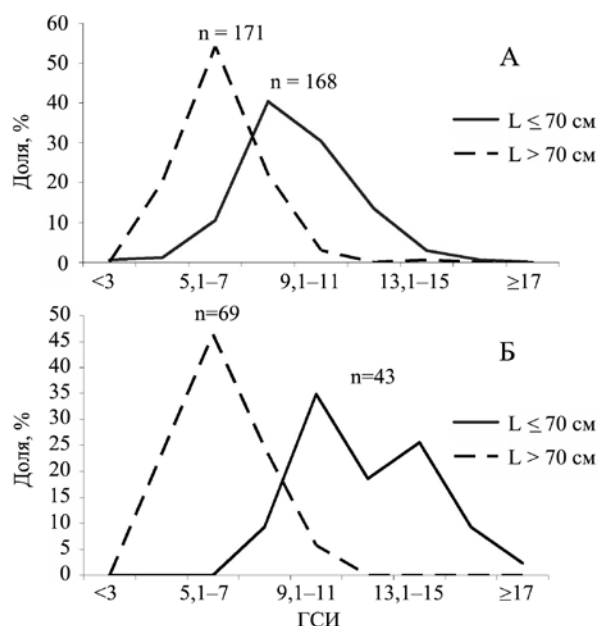 60
50
40
30
20
10
0
Доля, %
n = 171
n = 168
А
L ≤ 70 см
L > 70 см
<3
5,1–7
9,1–11
13,1–15
≥17
50
45
40
35
30
25
20
15
10
5
0
Доля, %
n=69
n=43
Б
L ≤ 70 см
L > 70 см
<3
5,1–7
9,1–11
13,1–15
≥17
ГСИ